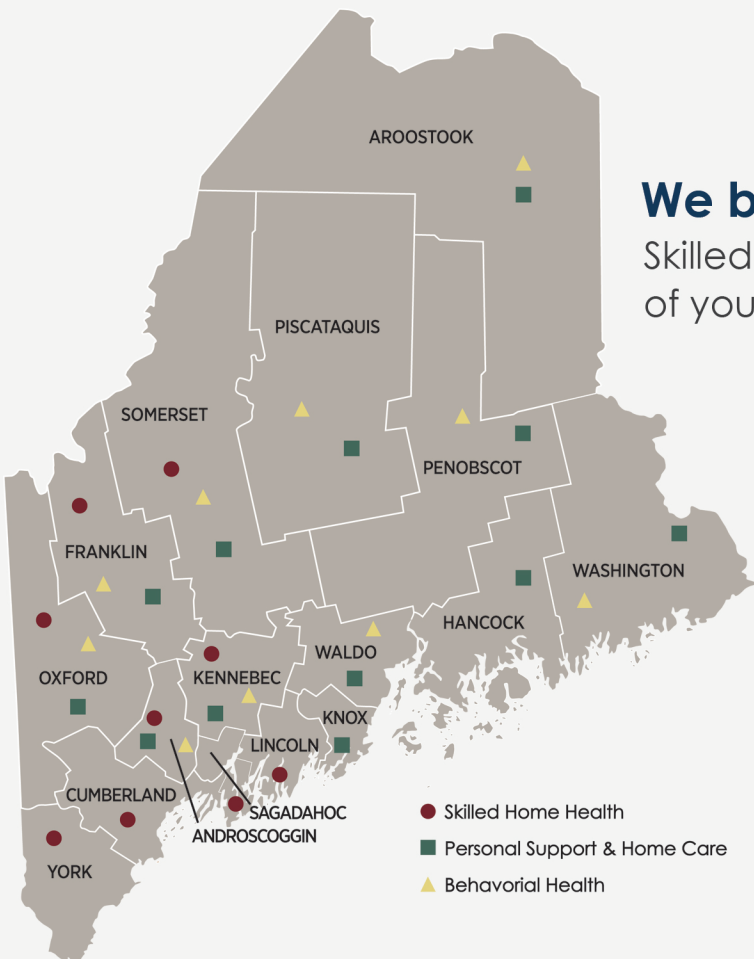 AROOSTOOK
We b
Skilled
of you
PISCATAQUIS
SOMERSET
PENOBSCOT
FRANKLIN
WASHINGTON
HANCOCK
WALDO
OXFORD
KENNEBEC
KNOX
LINCOLN
CUMBERLAND
SAGADAHOC
ANDROSCOGGIN
YORK
Skilled Home Health
Personal Support & Home Care
Behavorial Health